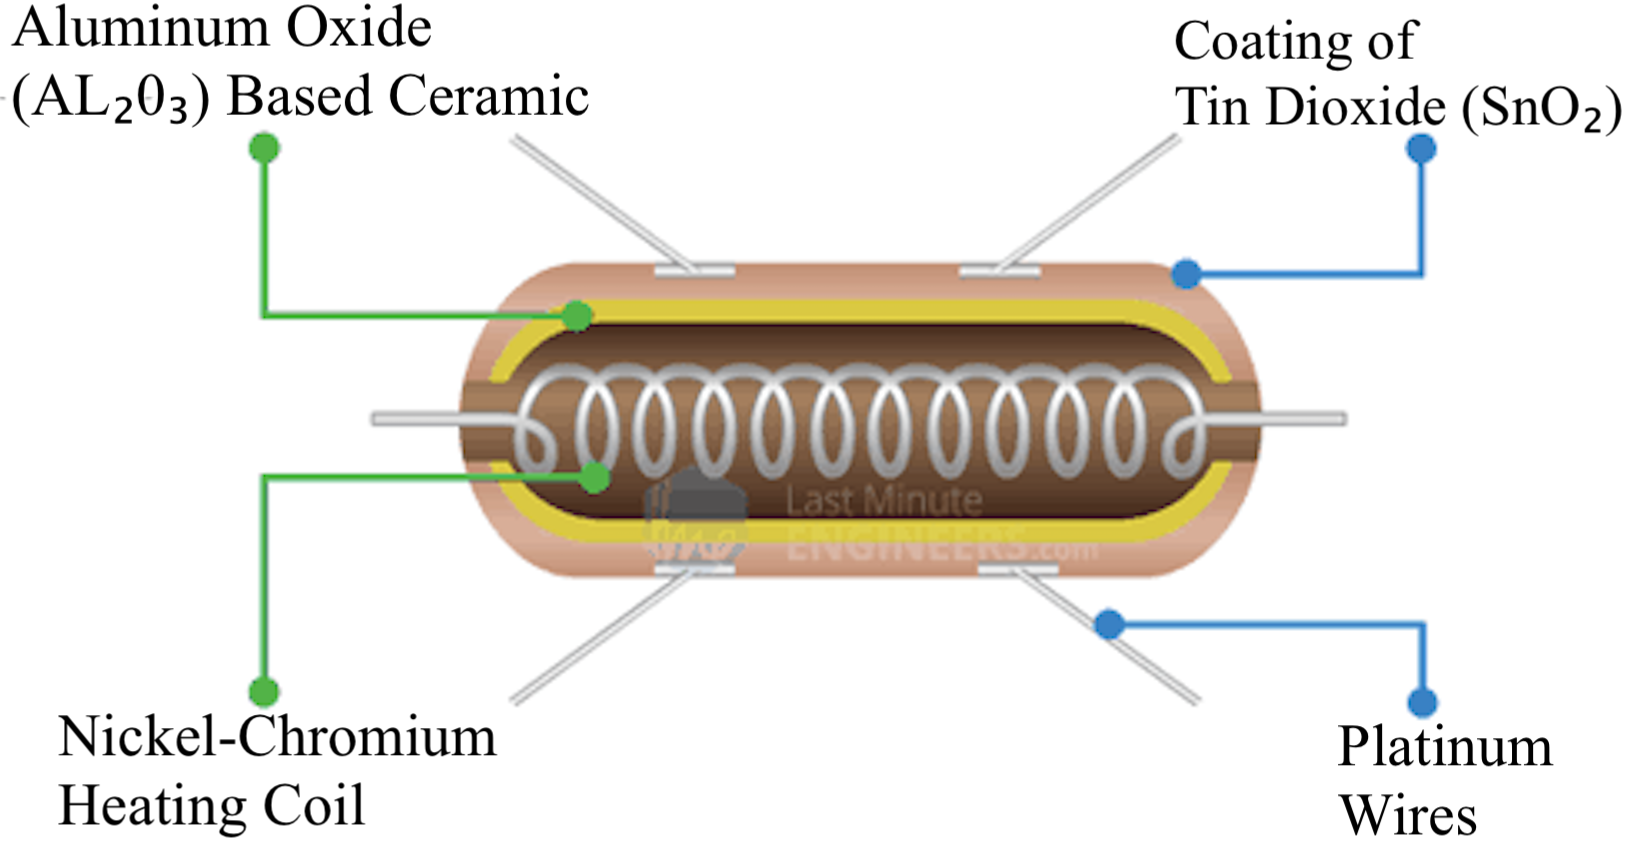 Aluminum Oxide
(AL₂0₃) Based Ceramic
Coating of
Tin Dioxide (SnO₂)
Last Minute
ENGINEERS.com
Nickel-Chromium
Heating Coil
Platinum
Wires